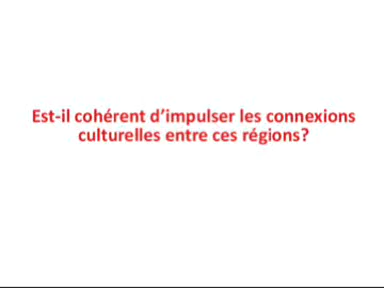 Est-il cohérent d’impulser les connexions
culturelles entre ces régions?